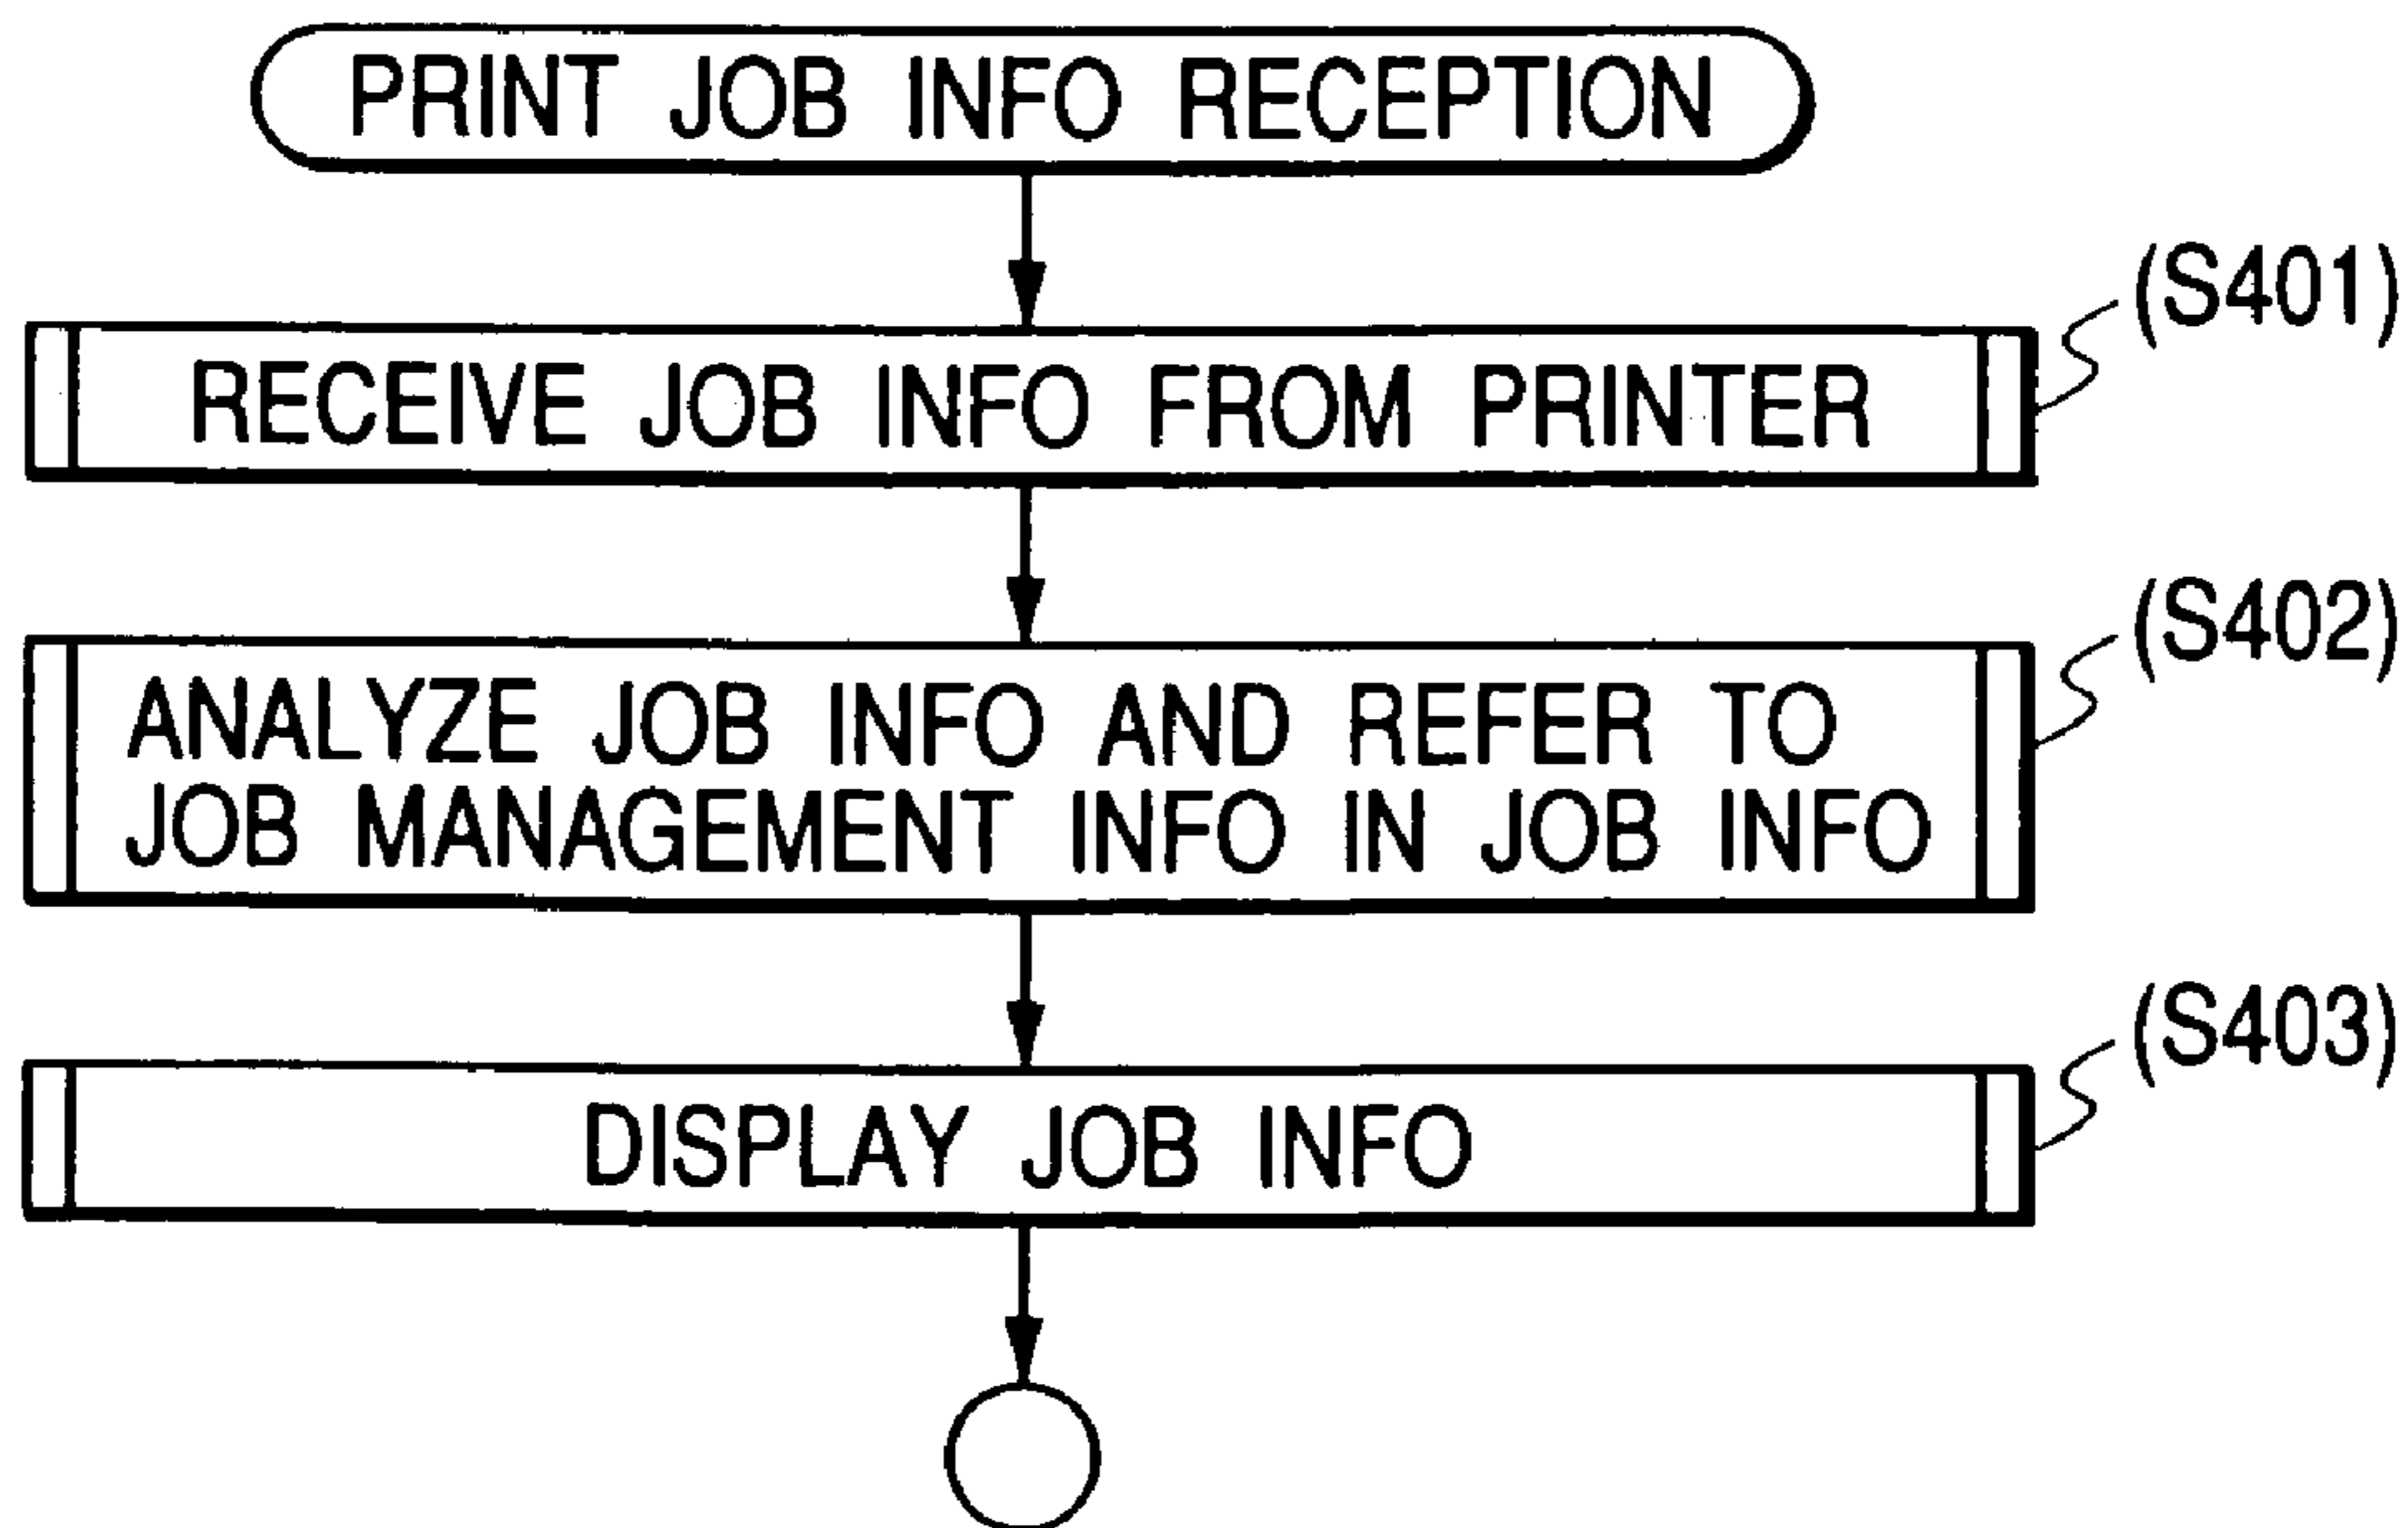 PRINT JOB INFO RECEPTION
(S401)
RECEIVE JOB INFO FROM PRINTER
(S402)
ANALYZE JOB INFO AND REFER TO
JOB MANAGEMENT INFO IN JOB INFO
(S403)
DISPLAY JOB INFO